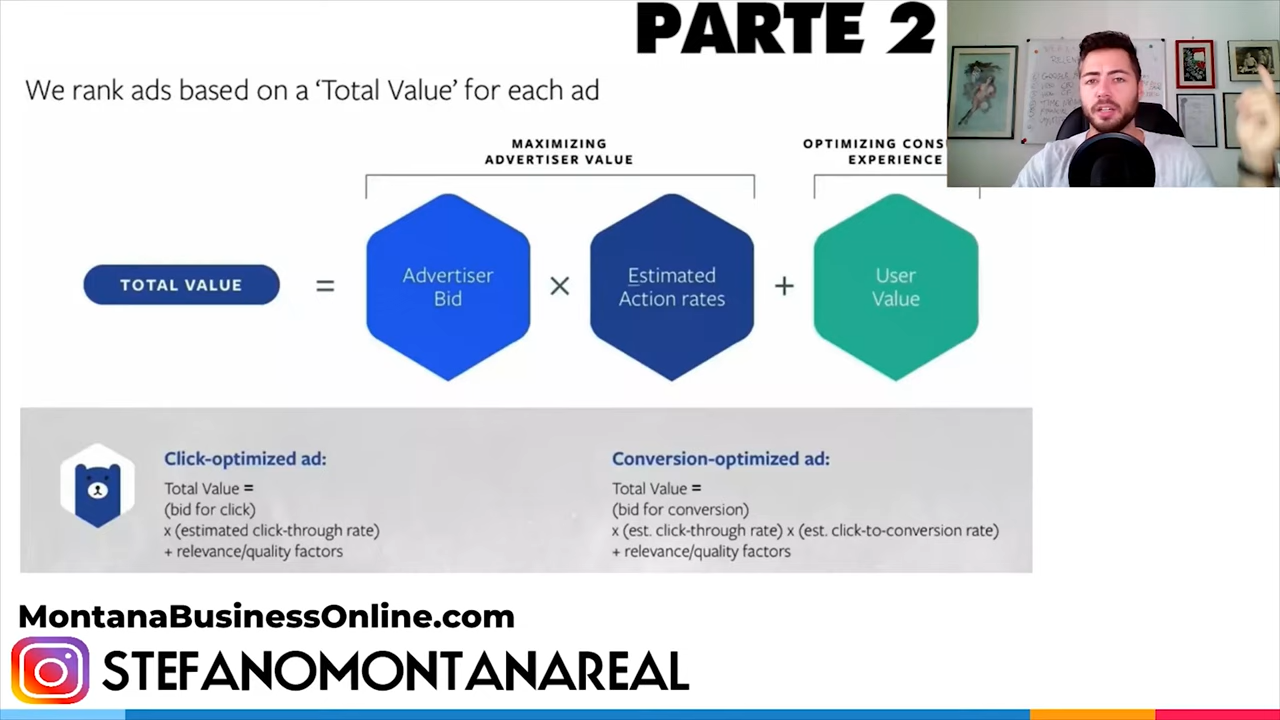 PARTE 2
We rank ads based on a ‘Total Value’ for each ad
MAXIMIZING
ADVERTISER VALUE
OPTIMIZING CONS
EXPERIENCE
TOTAL VALUE
=
Advertiser
Bid
×
Estimated
Action rates
+
User
Value
Click-optimized ad:
Total Value =
(bid for click)
x (estimated click-through rate)
+ relevance/quality factors
Conversion-optimized ad:
Total Value =
(bid for conversion)
x (est. click-through rate) x (est. click-to-conversion rate)
+ relevance/quality factors
MontanaBusinessOnline.com
STEFANOMONTANAREAL